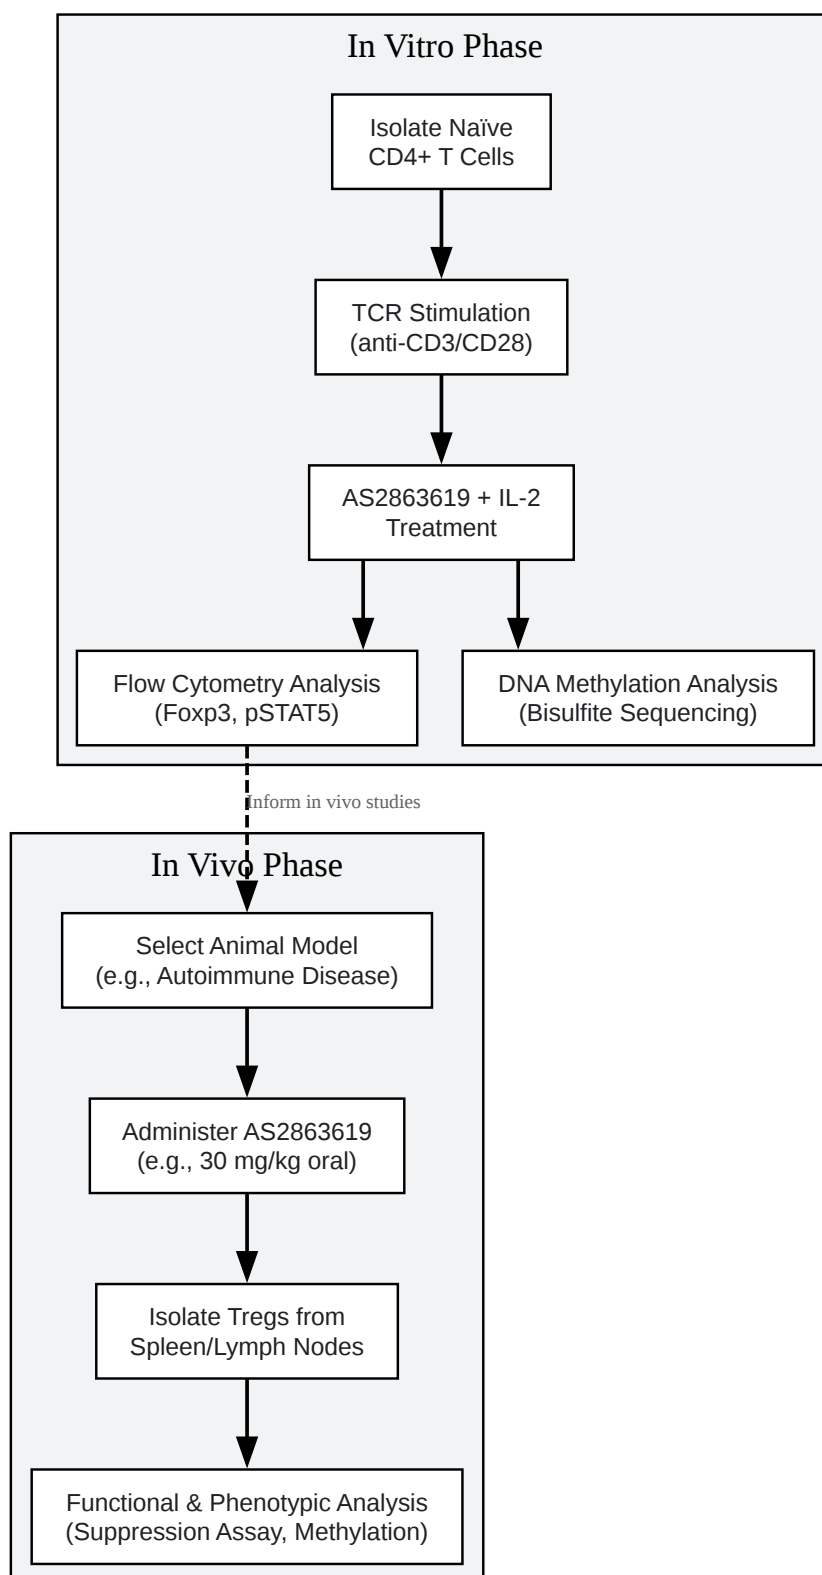 In Vitro Phase
Isolate Naïve
CD4+ T Cells
TCR Stimulation
(anti-CD3/CD28)
AS2863619 + IL-2
Treatment
Flow Cytometry Analysis
(Foxp3, pSTAT5)
DNA Methylation Analysis
(Bisulfite Sequencing)
Inform in vivo studies
In Vivo Phase
Select Animal Model
(e.g., Autoimmune Disease)
Administer AS2863619
(e.g., 30 mg/kg oral)
Isolate Tregs from
Spleen/Lymph Nodes
Functional & Phenotypic Analysis
(Suppression Assay, Methylation)